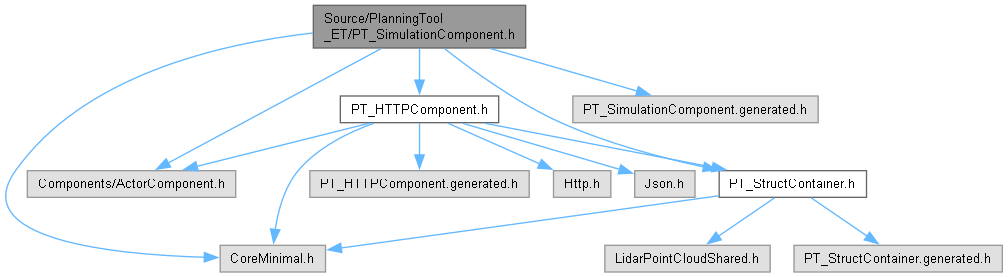 Source/PlanningTool
_ET/PT_SimulationComponent.h
PT_HTTPComponent.h
PT_SimulationComponent.generated.h
Components/ActorComponent.h
PT_HTTPComponent.generated.h
Http.h
Json.h
PT_StructContainer.h
CoreMinimal.h
LidarPointCloudShared.h
PT_StructContainer.generated.h